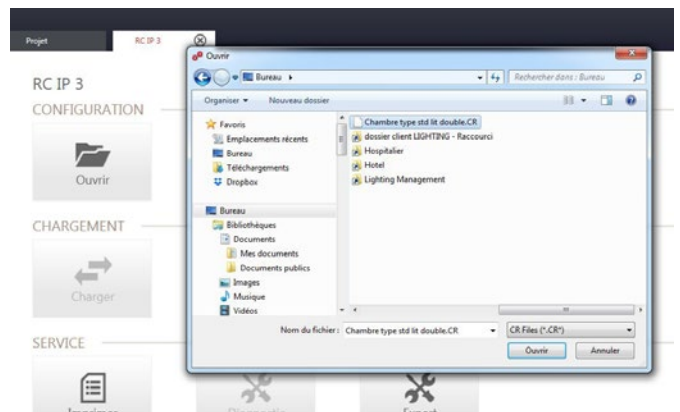 Projet
RC IP 3
RC IP 3
CONFIGURATION
Ouvrir
CHARGEMENT
Charger
SERVICE
Imprimer
Diagnostic
Expert
Ouvrir
Bureau
Rechercher dans : Bureau
Organiser
Nouveau dossier
Favoris
Emplacements récents
Bureau
Téléchargements
Dropbox
Bureau
Bibliothèques
Documents
Mes documents
Documents publics
Images
Musique
Vidéos
Chambre type std lit double.CR
dossier client LIGHTING - Raccourci
Hospitalier
Hotel
Lighting Management
Nom du fichier : Chambre type std lit double.CR
CR Files (*.CR*)
Ouvrir
Annuler